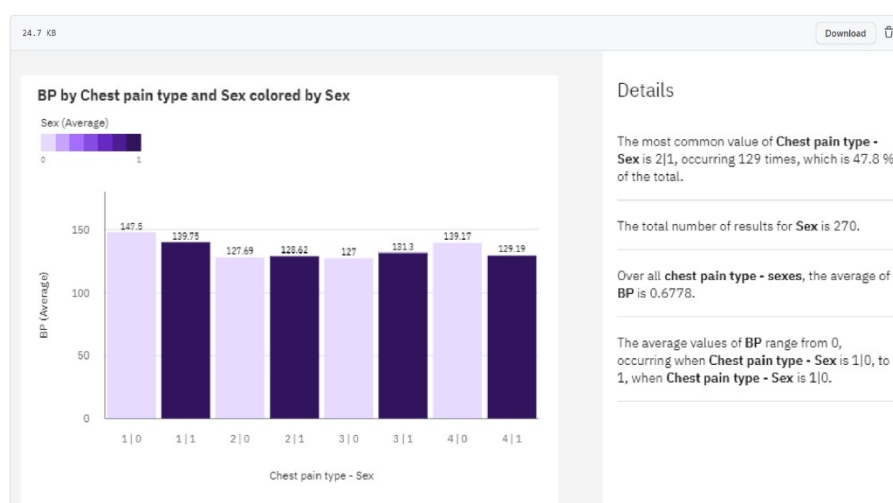 24.7 KB
Download
BP by Chest pain type and Sex colored by Sex
Sex (Average)
0 1
150
100
50
0
BP (Average)
147.5
139.75
127.69
128.62
127
131.3
139.17
129.19
1|0 1|1 2|0 2|1 3|0 3|1 4|0 4|1
Chest pain type - Sex
Details
The most common value of Chest pain type -
Sex is 2|1, occurring 129 times, which is 47.8 %
of the total.
The total number of results for Sex is 270.
Over all chest pain type - sexes, the average of
BP is 0.6778.
The average values of BP range from 0,
occurring when Chest pain type - Sex is 1|0, to
1, when Chest pain type - Sex is 1|0.